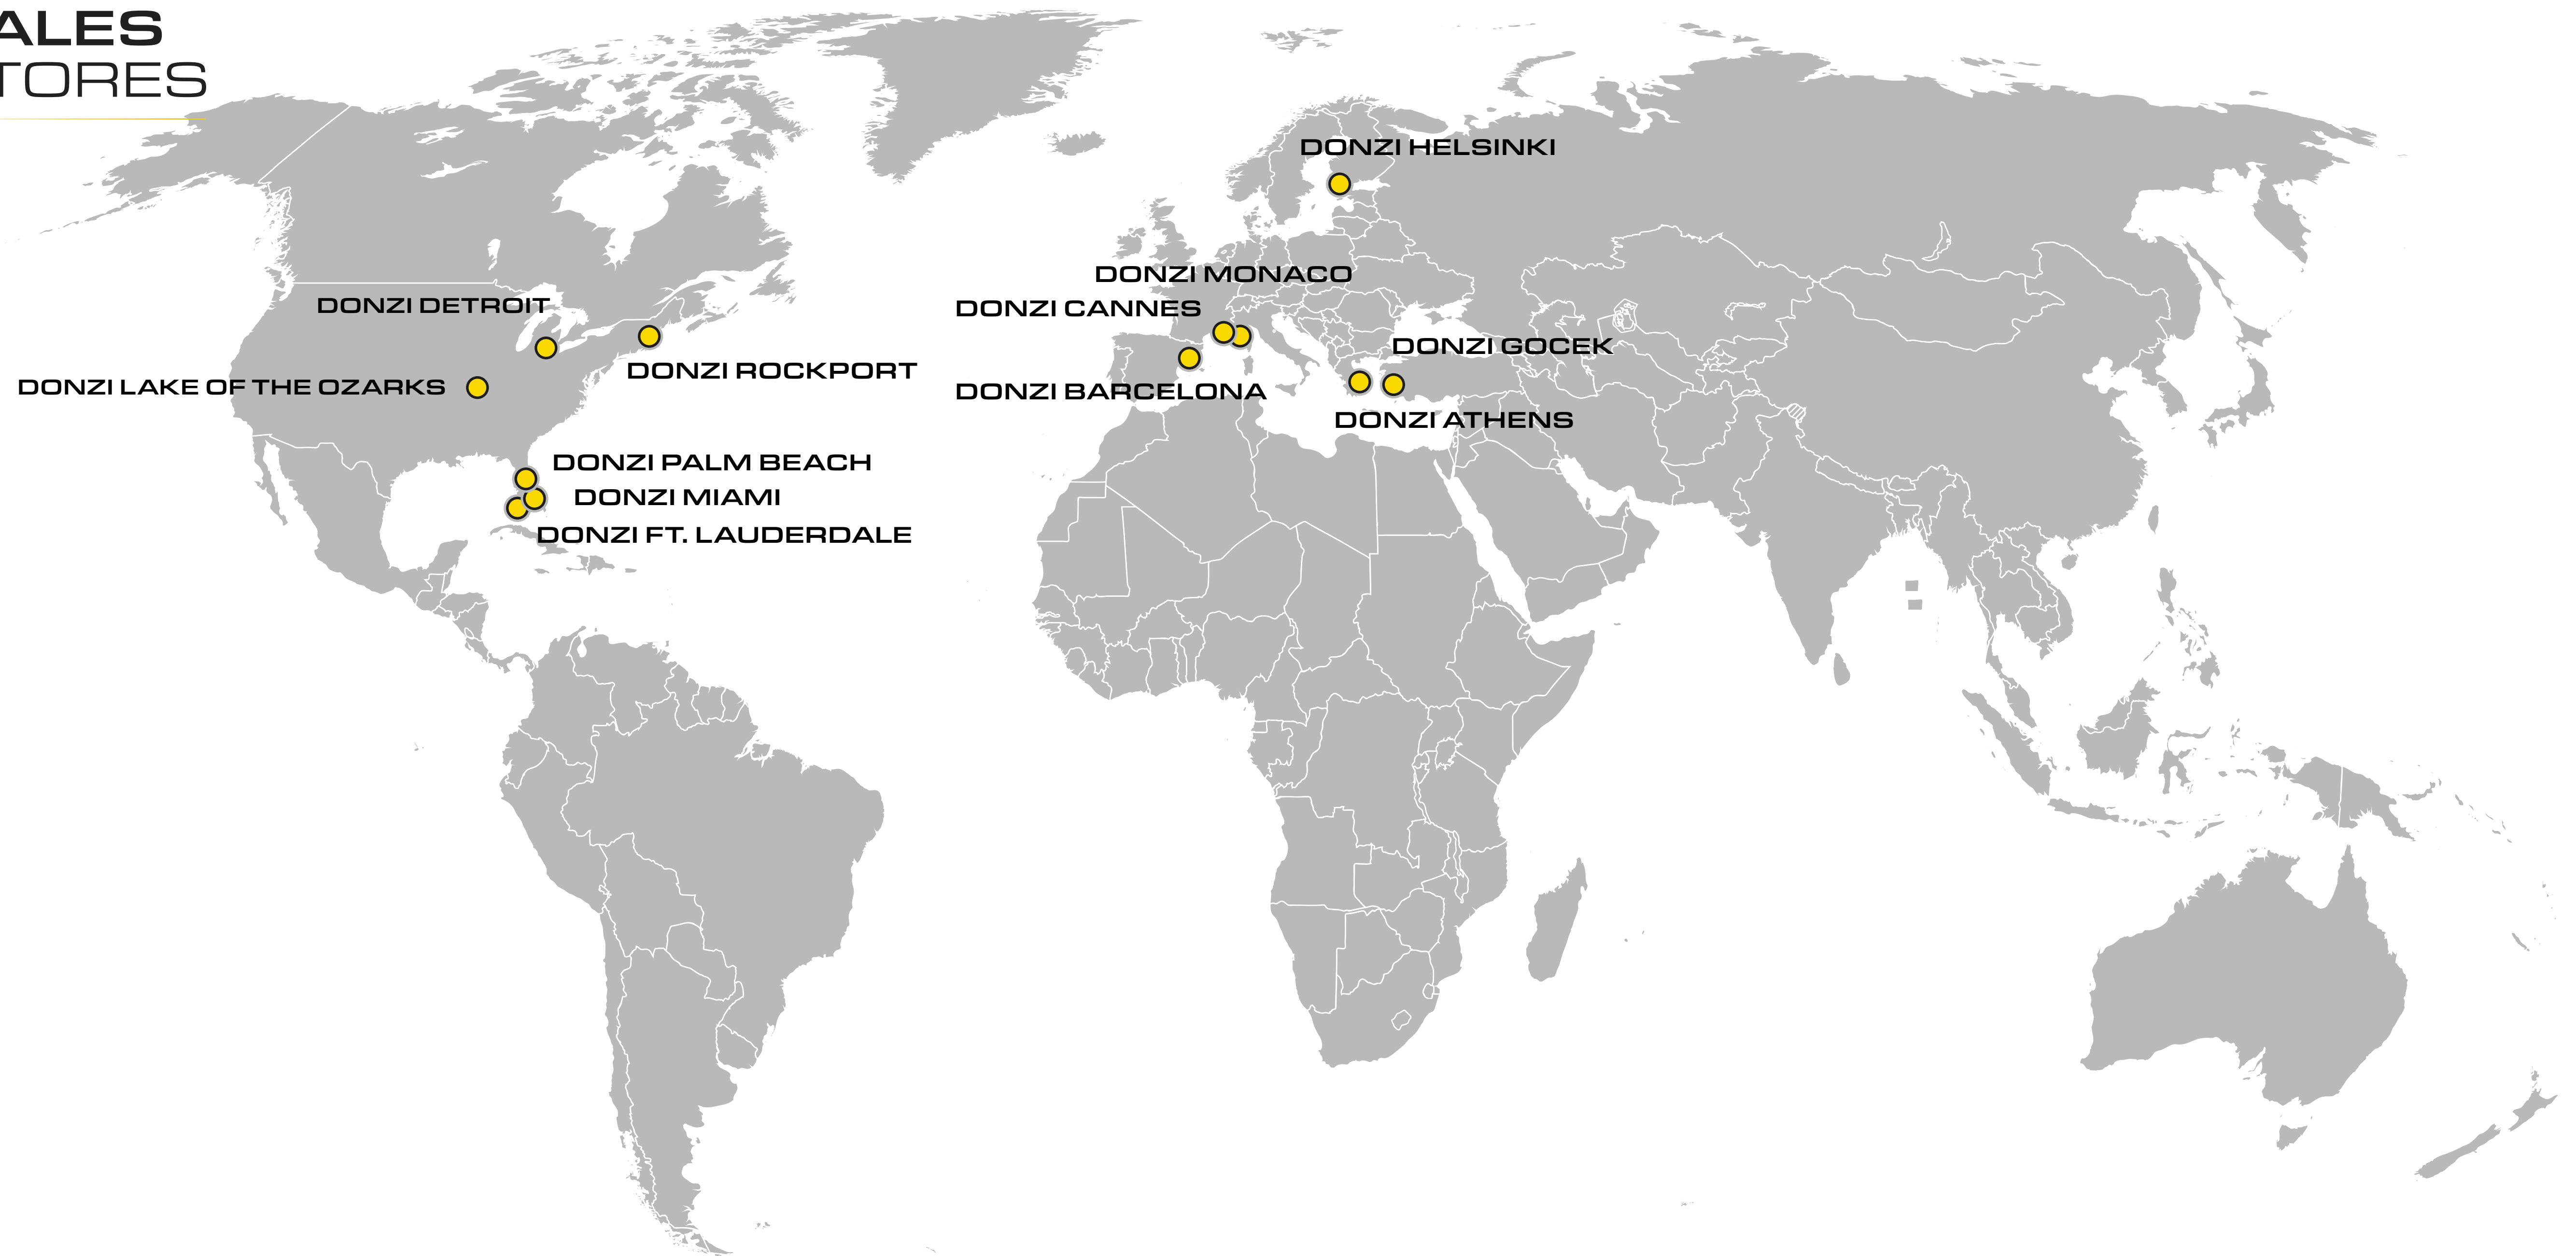 ALES
TORES
DONZI HELSINKI
DONZI MONACO
DONZI DETROIT
DONZI CANNES
DONZI GOCEK
DONZI ROCKPORT
DONZI LAKE OF THE OZARKS
DONZI BARCELONA
DONZI ATHENS
DONZI PALM BEACH
DONZI MIAMI
DONZI FT. LAUDERDALE